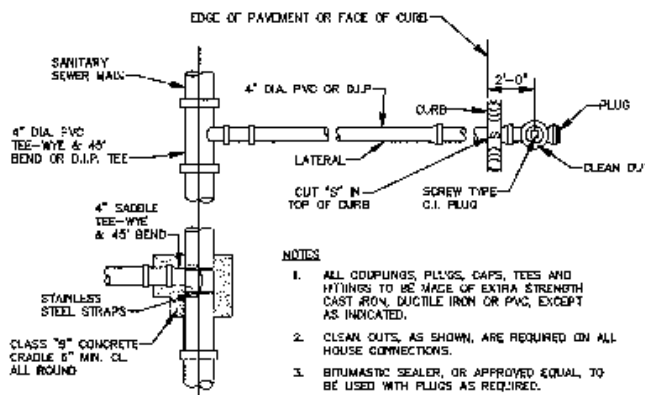 EDGE OF PAVEMENT OR FACE OF CURB
SANITARY
SEWER MAIN
2'-0"
4" DIA. PVC OR D.I.P.
CURB
PLUG
4" DIA. PVC
TEE-WYE & 45°
BEND OR D.I.P. TEE
LATERAL
CLEAN OUT
CUT "S" IN
TOP OF CURB
SCREW TYPE
C.I. PLUG
4" SADDLE
TEE-WYE
& 45° BEND
STAINLESS
STEEL STRAPS
CLASS "B" CONCRETE
CRADLE 6" MIN. CL.
ALL ROUND
NOTES
1. ALL COUPLINGS, PLUGS, CAPS, TEES AND
FITTINGS TO BE MADE OF EXTRA STRENGTH
CAST IRON, DUCTILE IRON OR PVC, EXCEPT
AS INDICATED.
2. CLEAN OUTS, AS SHOWN, ARE REQUIRED ON ALL
HOUSE CONNECTIONS.
3. BITUMASTIC SEALER, OR APPROVED EQUAL, TO
BE USED WITH PLUGS AS REQUIRED.